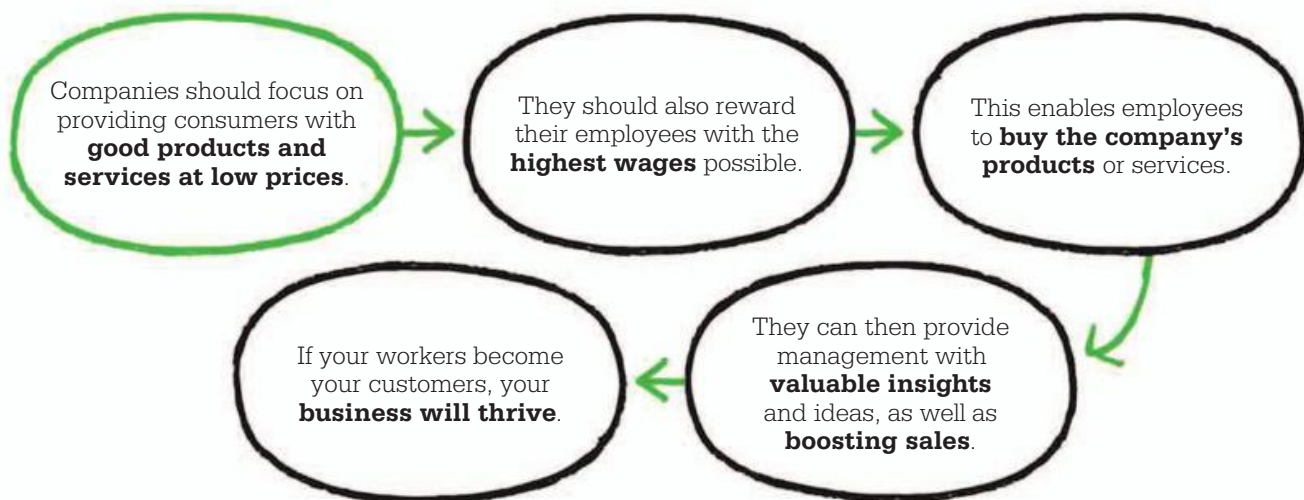 Companies should focus on
providing consumers with
good products and
services at low prices.
They should also reward
their employees with the
highest wages possible.
This enables employees
to buy the company’s
products or services.
They can then provide
management with
valuable insights
and ideas, as well as
boosting sales.
If your workers become
your customers, your
business will thrive.